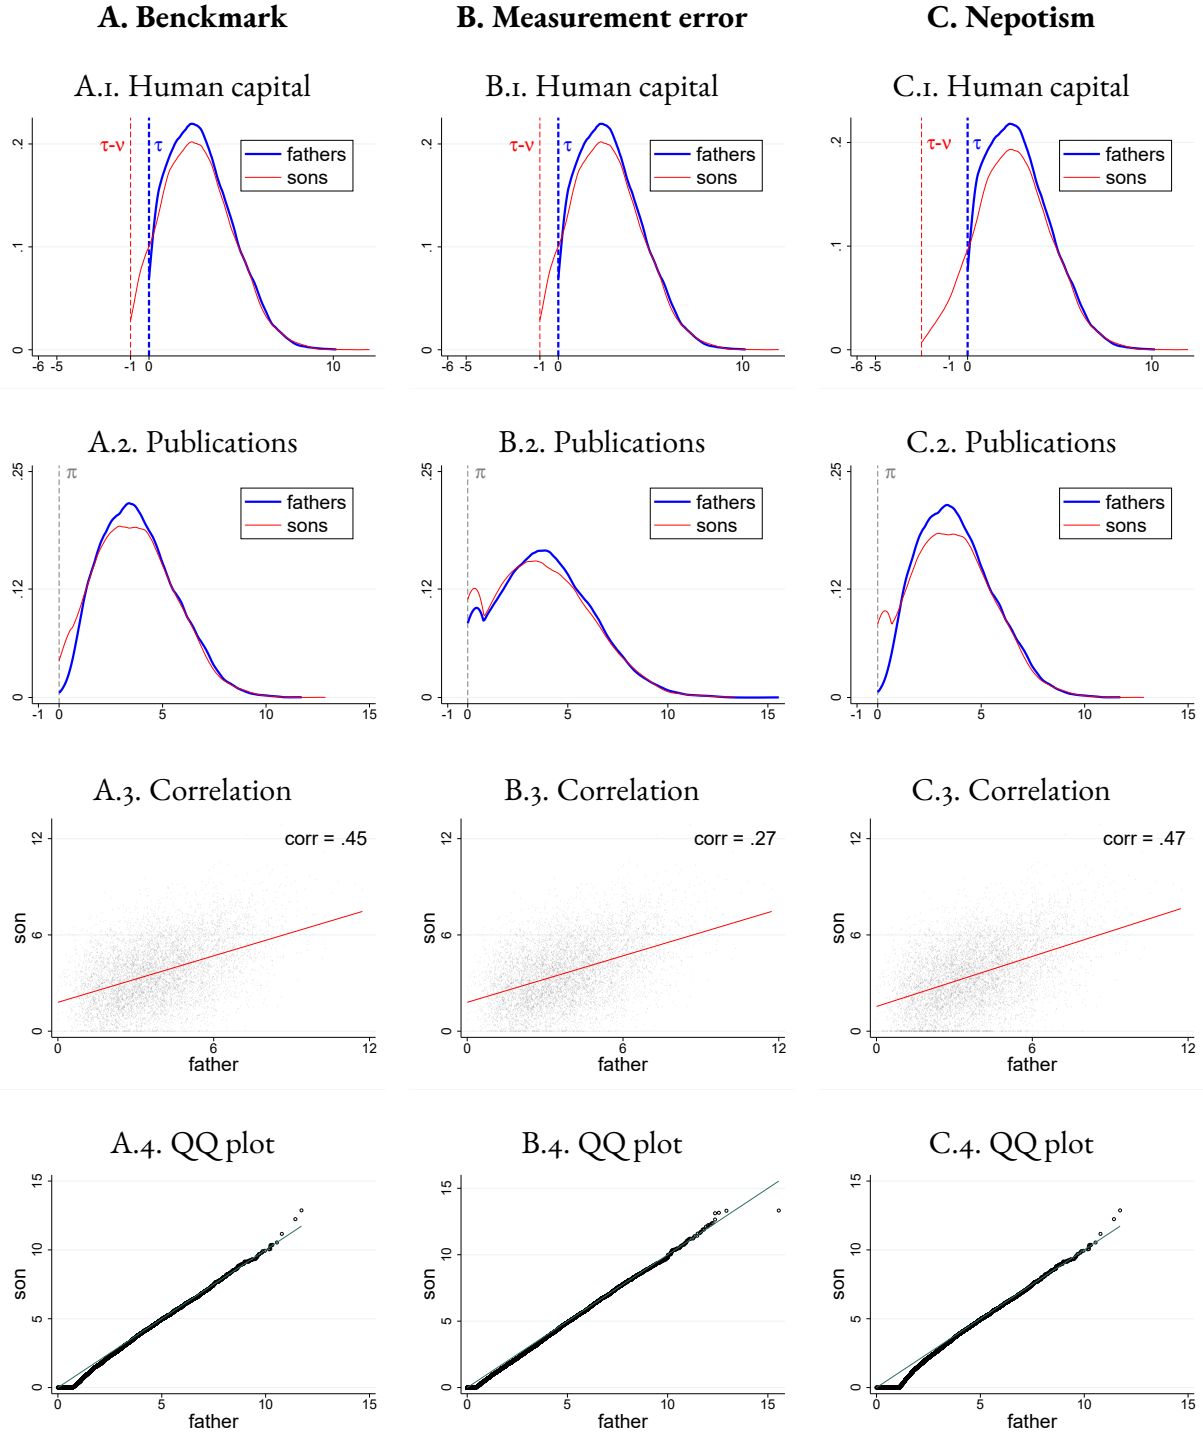 A. Benckmark
B. Measurement error
C. Nepotism
A.1. Human capital
B.1. Human capital
C.1. Human capital
τ-ν
τ
fathers
sons
0
.1
.2
-6 -5
-1
0
10
τ-ν
τ
fathers
sons
0
.1
.2
-6 -5
-1
0
10
τ-ν
τ
fathers
sons
0
.1
.2
-6 -5
-1
0
10
A.2. Publications
B.2. Publications
C.2. Publications
π
fathers
sons
0
.12
.25
-1
0
5
10
15
π
fathers
sons
0
.12
.25
-1
0
5
10
15
π
fathers
sons
0
.12
.25
-1
0
5
10
15
A.3. Correlation
B.3. Correlation
C.3. Correlation
corr = .45
son
0
6
12
0
6
12
father
corr = .27
son
0
6
12
0
6
12
father
corr = .47
son
0
6
12
0
6
12
father
A.4. QQ plot
B.4. QQ plot
C.4. QQ plot
son
0
5
10
15
0
5
10
15
father
son
0
5
10
15
0
5
10
15
father
son
0
5
10
15
0
5
10
15
father